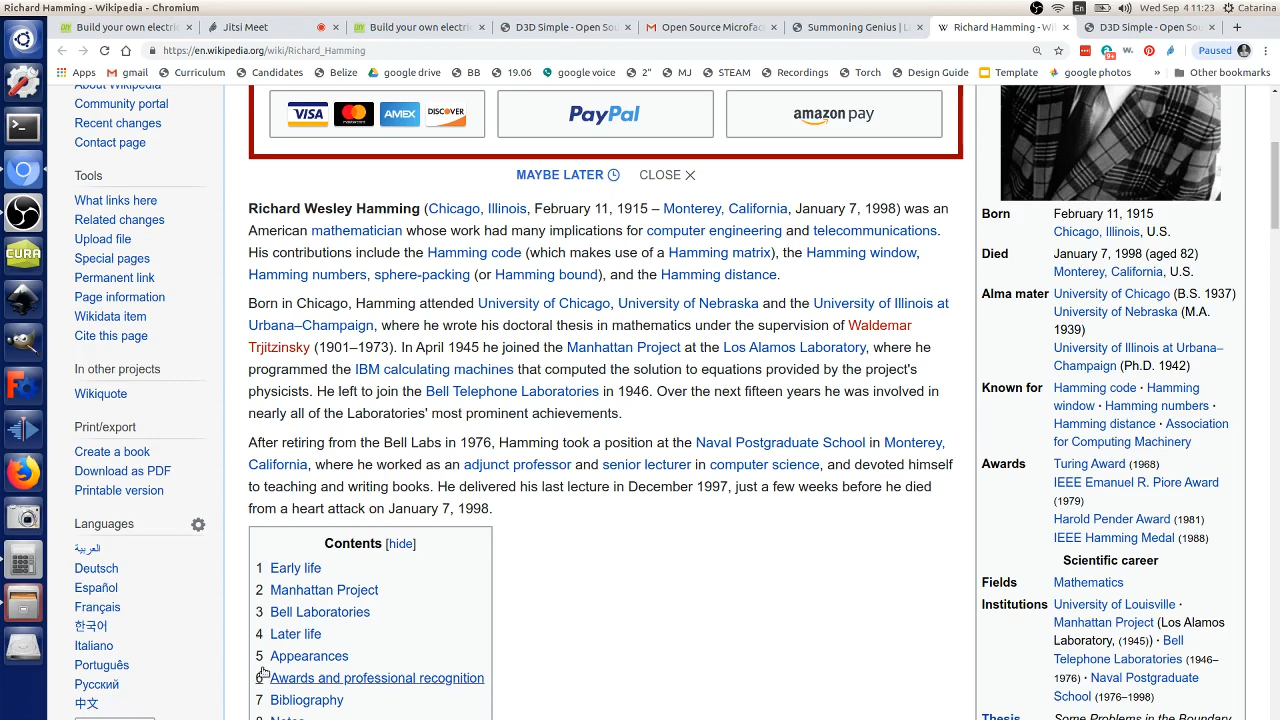 Richard Hamming - Wikipedia - Chromium
En
Wed Sep 4 11:23
Catarina
Build your own electric
Jitsi Meet
Build your own electric
D3D Simple - Open Sou
Open Source Microfac
Summoning Genius | L
Richard Hamming - Wi
D3D Simple - Open Sou
https://en.wikipedia.org/wiki/Richard_Hamming
9+
Paused
Apps
gmail
Curriculum
Candidates
Belize
google drive
BB
19.06
google voice
2"
MJ
STEAM
Recordings
Torch
Design Guide
Template
google photos
»
Other bookmarks
About Wikipedia
Community portal
Recent changes
Contact page
Tools
What links here
Related changes
Upload file
Special pages
Permanent link
Page information
Wikidata item
Cite this page
In other projects
Wikiquote
Print/export
Create a book
Download as PDF
Printable version
Languages
العربية
Deutsch
Español
Français
한국어
Italiano
Português
Русский
中文
CURA
VISA
mastercard
AMEX
DISCOVER
PayPal
amazon pay
MAYBE LATER
CLOSE
Richard Wesley Hamming (Chicago, Illinois, February 11, 1915 – Monterey, California, January 7, 1998) was an
American mathematician whose work had many implications for computer engineering and telecommunications.
His contributions include the Hamming code (which makes use of a Hamming matrix), the Hamming window,
Hamming numbers, sphere-packing (or Hamming bound), and the Hamming distance.
Born in Chicago, Hamming attended University of Chicago, University of Nebraska and the University of Illinois at
Urbana–Champaign, where he wrote his doctoral thesis in mathematics under the supervision of Waldemar
Trjitzinsky (1901–1973). In April 1945 he joined the Manhattan Project at the Los Alamos Laboratory, where he
programmed the IBM calculating machines that computed the solution to equations provided by the project's
physicists. He left to join the Bell Telephone Laboratories in 1946. Over the next fifteen years he was involved in
nearly all of the Laboratories' most prominent achievements.
After retiring from the Bell Labs in 1976, Hamming took a position at the Naval Postgraduate School in Monterey,
California, where he worked as an adjunct professor and senior lecturer in computer science, and devoted himself
to teaching and writing books. He delivered his last lecture in December 1997, just a few weeks before he died
from a heart attack on January 7, 1998.
Contents [hide]
1 Early life
2 Manhattan Project
3 Bell Laboratories
4 Later life
5 Appearances
6 Awards and professional recognition
7 Bibliography
8 Notes
Born
February 11, 1915
Chicago, Illinois, U.S.
Died
January 7, 1998 (aged 82)
Monterey, California, U.S.
Alma mater
University of Chicago (B.S. 1937)
University of Nebraska (M.A.
1939)
University of Illinois at Urbana–
Champaign (Ph.D. 1942)
Known for
Hamming code · Hamming
window · Hamming numbers ·
Hamming distance · Association
for Computing Machinery
Awards
Turing Award (1968)
IEEE Emanuel R. Piore Award
(1979)
Harold Pender Award (1981)
IEEE Hamming Medal (1988)
Scientific career
Fields
Mathematics
Institutions
University of Louisville ·
Manhattan Project (Los Alamos
Laboratory, (1945)) · Bell
Telephone Laboratories (1946–
1976) · Naval Postgraduate
School (1976–1998)
Thesis
Some Problems in the Boundary